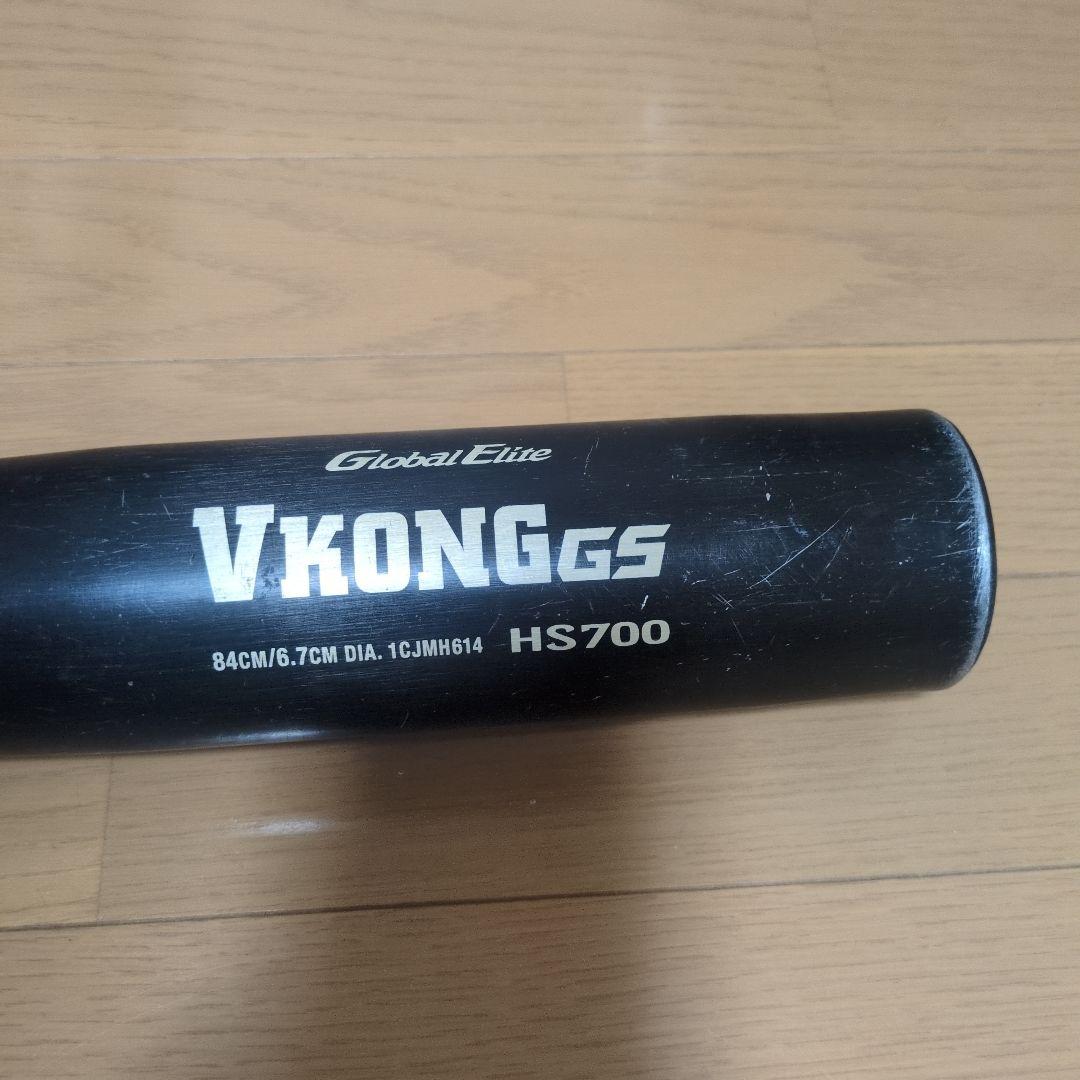 Global Elite
VKONG GS
84CM/6.7CM DIA. 1CJMH614 HS700